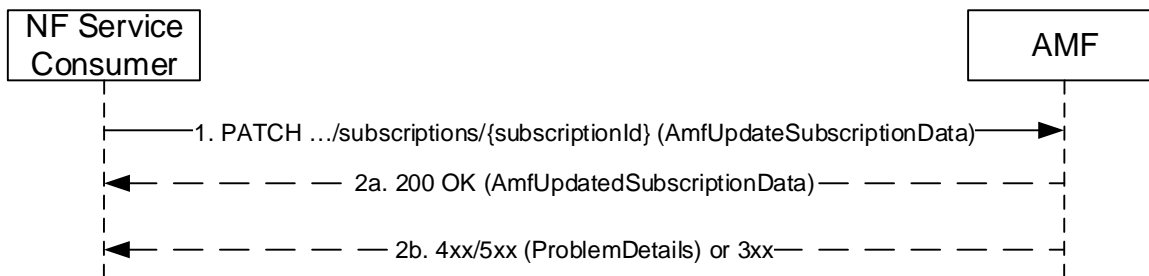 NF Service
Consumer
AMF
1. PATCH …/subscriptions/{subscriptionId} (AmfUpdateSubscriptionData)
2a. 200 OK (AmfUpdatedSubscriptionData)
2b. 4xx/5xx (ProblemDetails) or 3xx